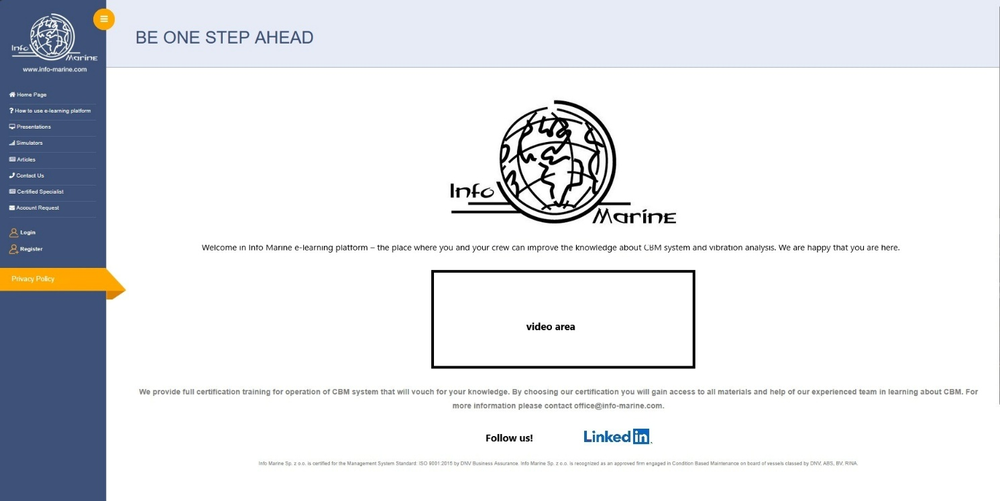 Info
Marine
www.info-marine.com
Home Page
? How to use e-learning platform
Presentations
Simulators
Articles
Contact Us
Certified Specialist
Account Request
Login
Register
Privacy Policy
BE ONE STEP AHEAD
Info
Marine
Welcome in Info Marine e-learning platform – the place where you and your crew can improve the knowledge about CBM system and vibration analysis. We are happy that you are here.
video area
We provide full certification training for operation of CBM system that will vouch for your knowledge. By choosing our certification you will gain access to all materials and help of our experienced team in learning about CBM. For
more information please contact office@info-marine.com.
Follow us!
Linked in
Info Marine Sp. z o.o. is certified for the Management System Standard: ISO 9001:2015 by DNV Business Assurance. Info Marine Sp. z o.o. is recognized as an approved firm engaged in Condition Based Maintenance on board of vessels classed by DNV, ABS, BV, RINA.